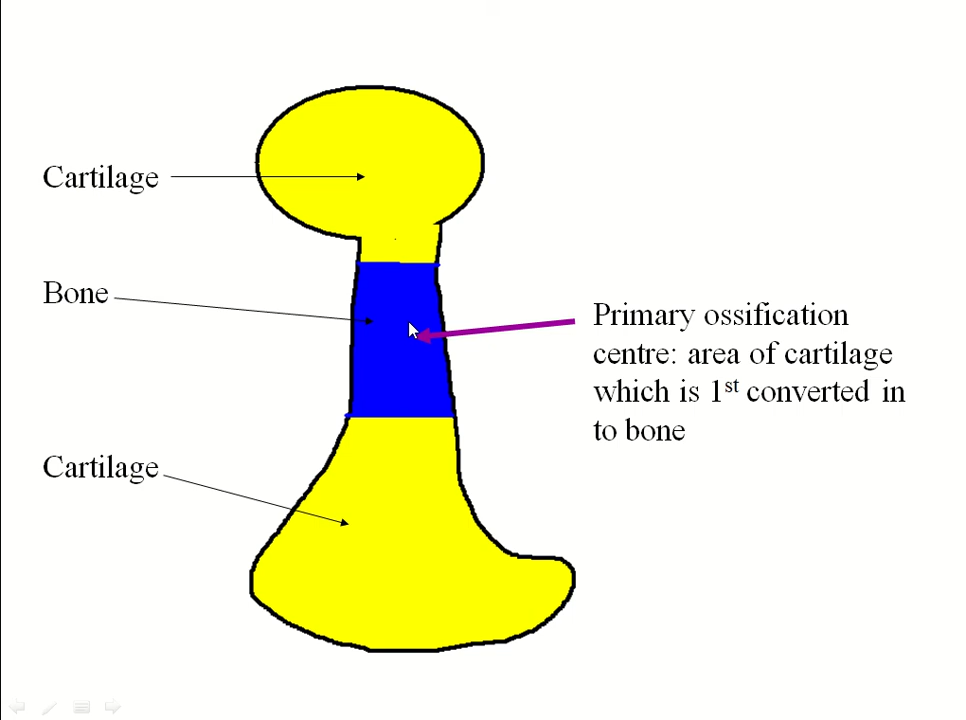 Cartilage
Bone
Primary ossification
centre: area of cartilage
which is 1st converted in
to bone
Cartilage